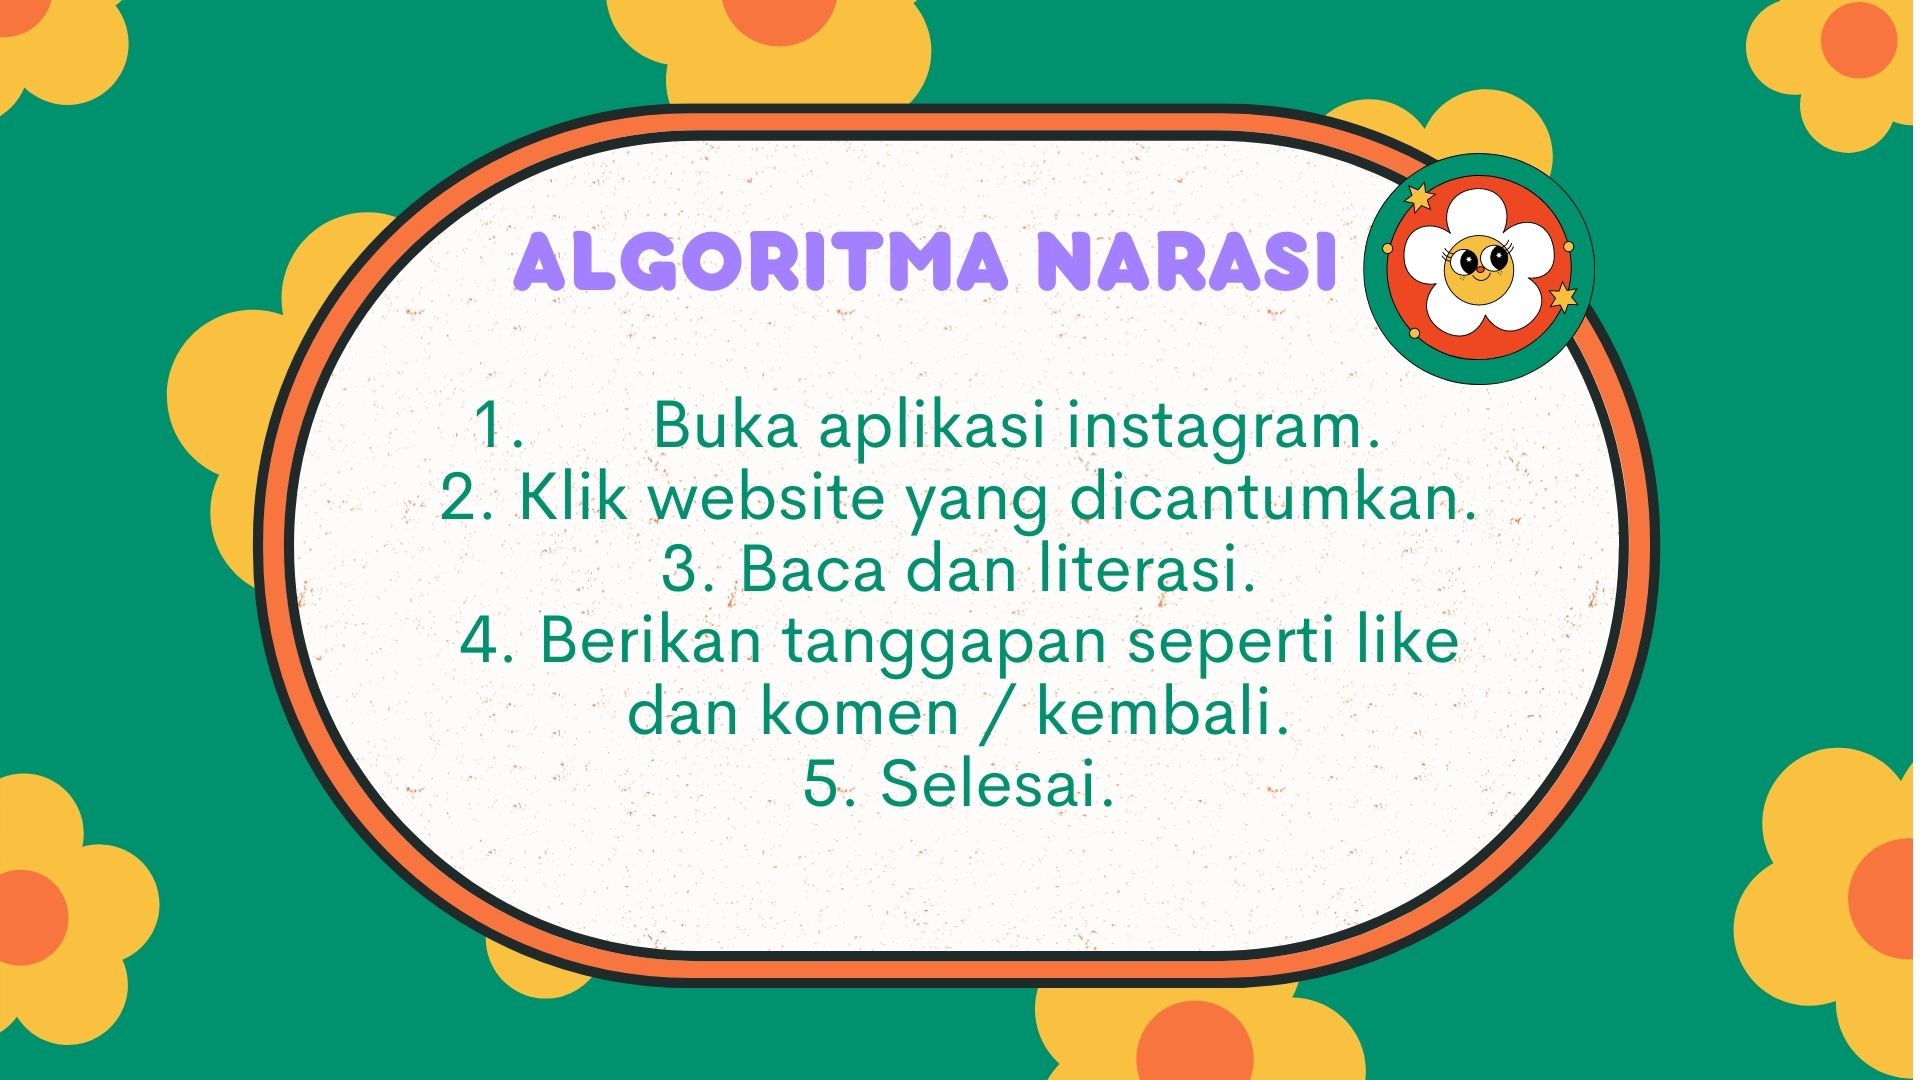 ALGORITMA NARASI
1. Buka aplikasi instagram.
2. Klik website yang dicantumkan.
3. Baca dan literasi.
4. Berikan tanggapan seperti like
dan komen / kembali.
5. Selesai.